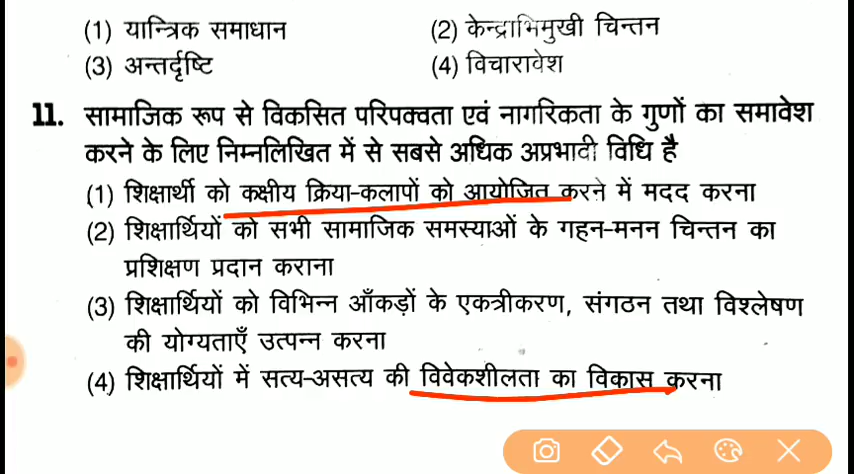 (1) यान्त्रिक समाधान (2) केन्द्राभिमुखी चिन्तन
(3) अन्तर्दृष्टि (4) विचारावेश
11. सामाजिक रूप से विकसित परिपक्वता एवं नागरिकता के गुणों का समावेश
करने के लिए निम्नलिखित में से सबसे अधिक अप्रभावी विधि है
(1) शिक्षार्थी को कक्षीय क्रिया-कलापों को आयोजित करने में मदद करना
(2) शिक्षार्थियों को सभी सामाजिक समस्याओं के गहन-मनन चिन्तन का
प्रशिक्षण प्रदान कराना
(3) शिक्षार्थियों को विभिन्न आँकड़ों के एकत्रीकरण, संगठन तथा विश्लेषण
की योग्यताएँ उत्पन्न करना
(4) शिक्षार्थियों में सत्य-असत्य की विवेकशीलता का विकास करना